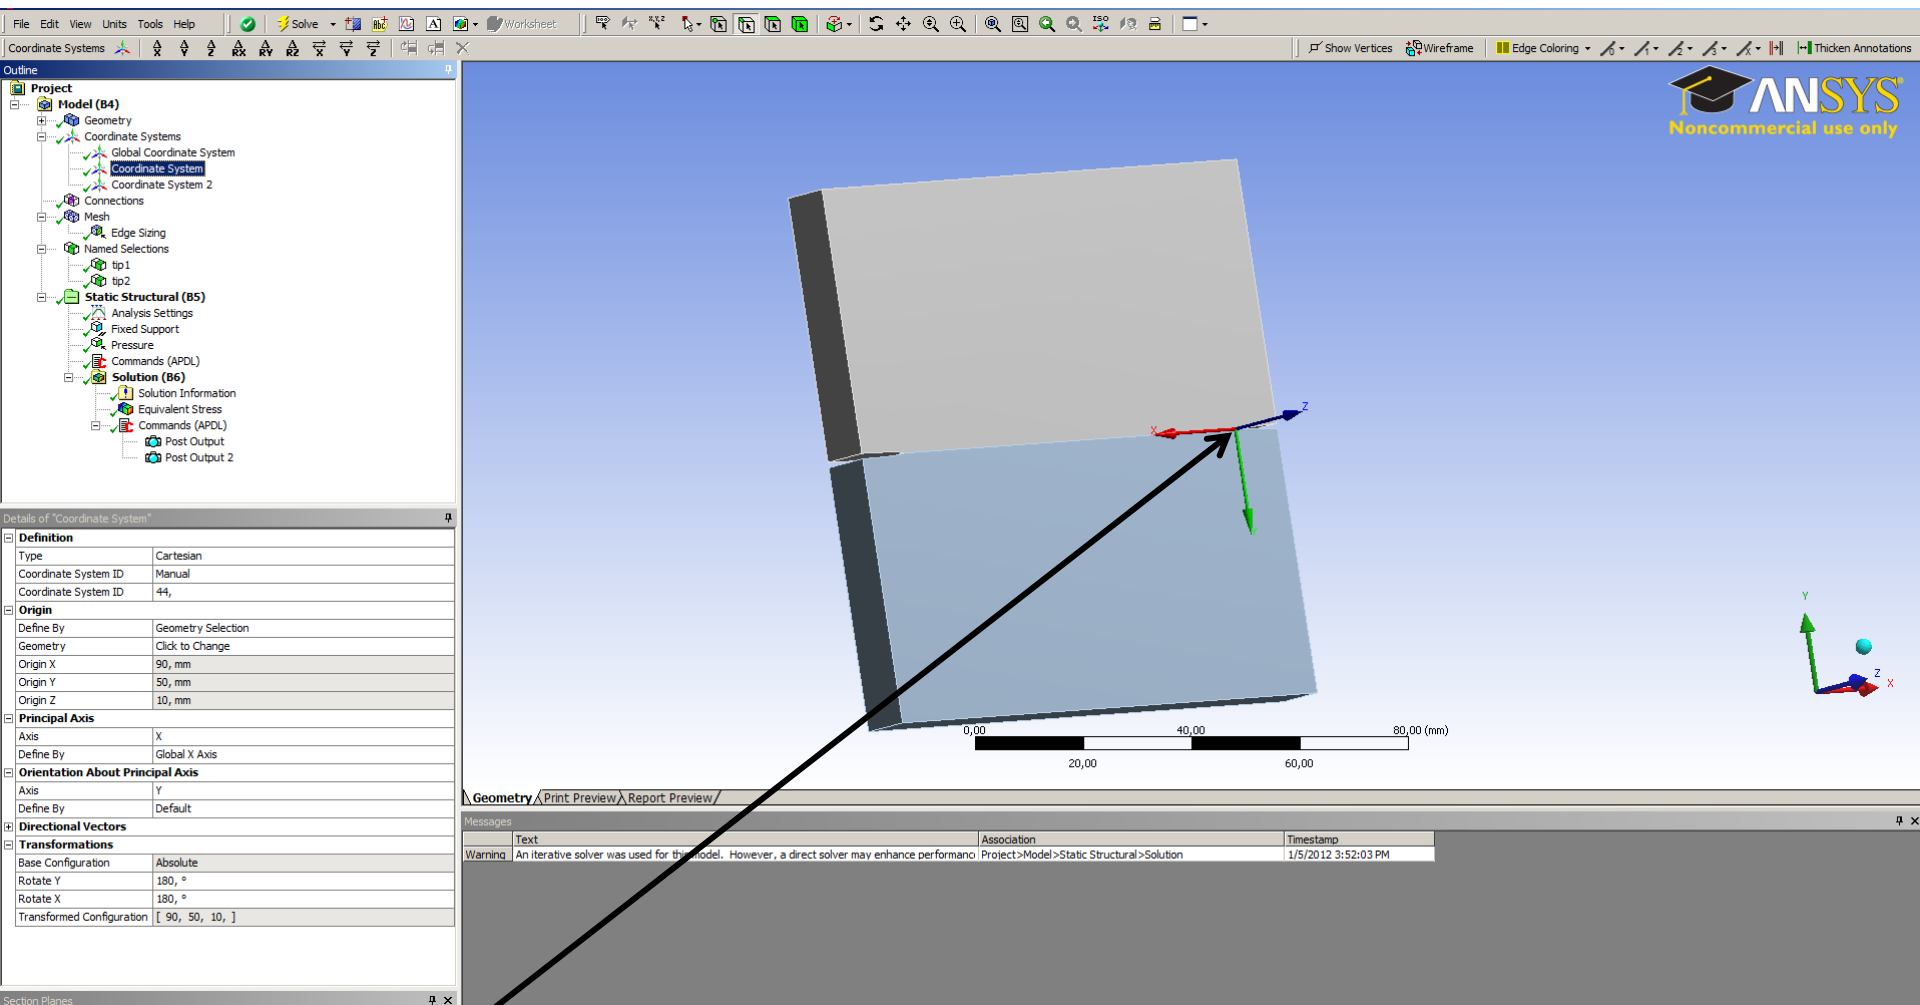 File Edit View Units Tools Help Solve Worksheet
Coordinate Systems Show Vertices Wireframe Edge Coloring Thicken Annotations
Outline
Project
Model (B4)
Geometry
Coordinate Systems
Global Coordinate System
Coordinate System
Coordinate System 2
Connections
Mesh
Edge Sizing
Named Selections
tip1
tip2
Static Structural (B5)
Analysis Settings
Fixed Support
Pressure
Commands (APDL)
Solution (B6)
Solution Information
Equivalent Stress
Commands (APDL)
Post Output
Post Output 2
Details of "Coordinate System"
Definition
Type Cartesian
Coordinate System ID Manual
Coordinate System ID 44,
Origin
Define By Geometry Selection
Geometry Click to Change
Origin X 90, mm
Origin Y 50, mm
Origin Z 10, mm
Principal Axis
Axis X
Define By Global X Axis
Orientation About Principal Axis
Axis Y
Define By Default
Directional Vectors
Transformations
Base Configuration Absolute
Rotate Y 180, °
Rotate X 180, °
Transformed Configuration [ 90, 50, 10, ]
Section Planes
ANSYS
Noncommercial use only
Z
X
Y
Y
Z
X
0,00 40,00 80,00 (mm)
20,00 60,00
Geometry Print Preview Report Preview
Messages
Text Association Timestamp
Warning An iterative solver was used for this model. However, a direct solver may enhance performanc Project>Model>Static Structural>Solution 1/5/2012 3:52:03 PM